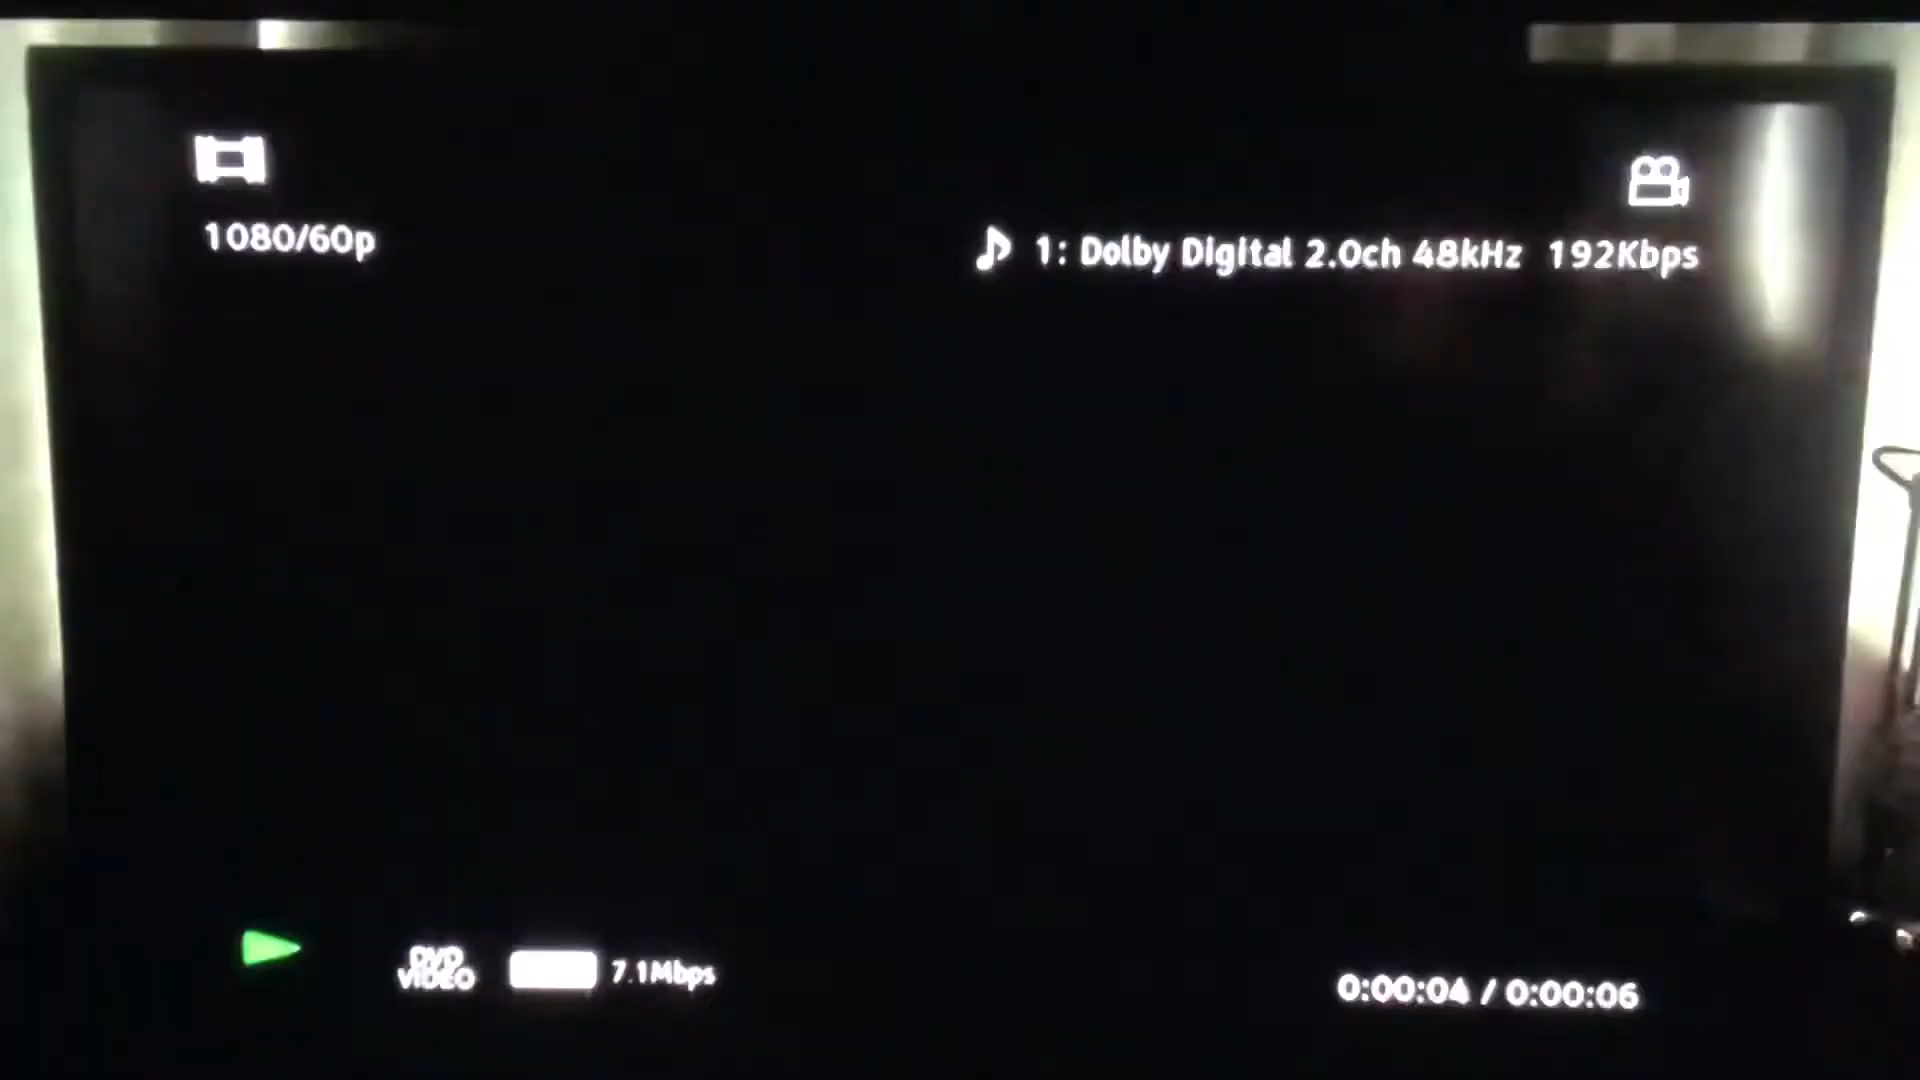 1080/60p
1: Dolby Digital 2.0ch 48kHz 192Kbps
DVD
VIDEO
7.1Mbps
0:00:04 / 0:00:06